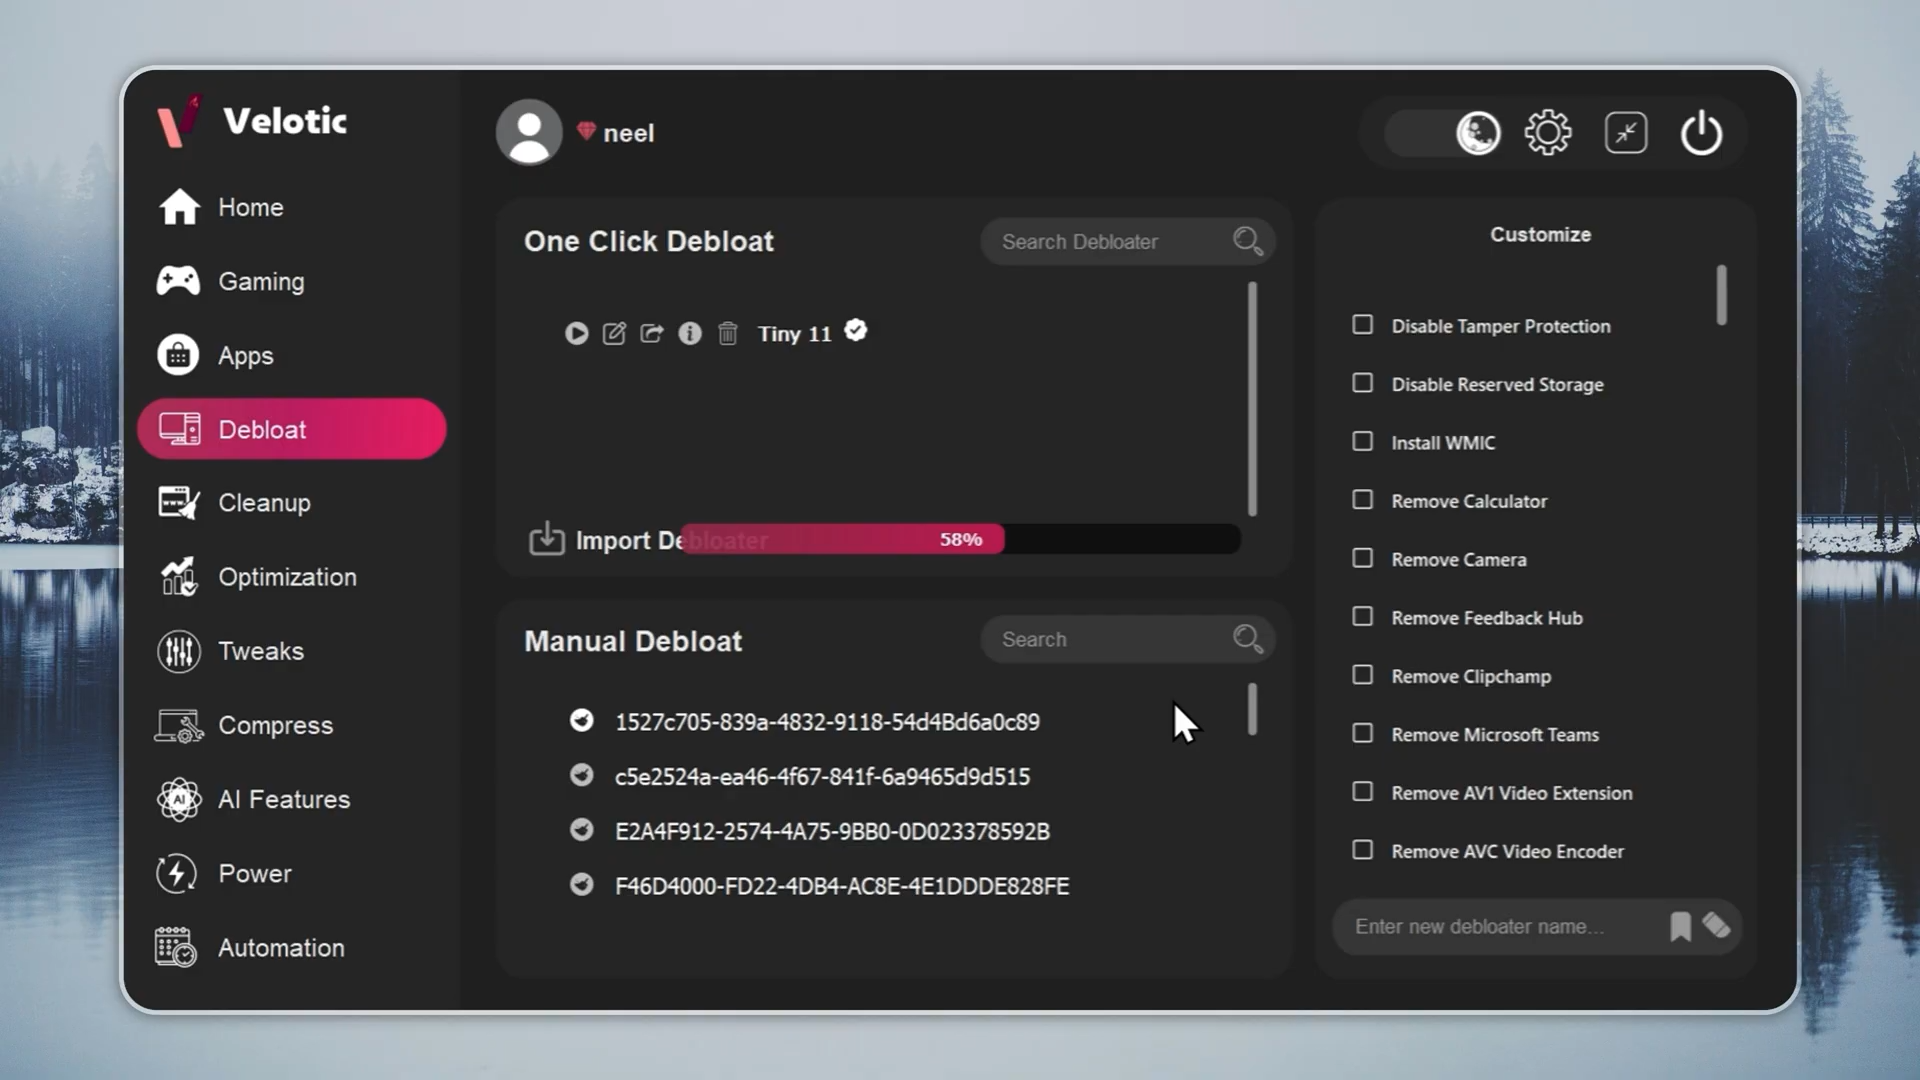 Velotic
neel
Home
Gaming
Apps
Debloat
Cleanup
Optimization
Tweaks
Compress
AI Features
Power
Automation
One Click Debloat
Search Debloater
Tiny 11
Import Debloater
58%
Manual Debloat
Search
1527c705-839a-4832-9118-54d4Bd6a0c89
c5e2524a-ea46-4f67-841f-6a9465d9d515
E2A4F912-2574-4A75-9BB0-0D023378592B
F46D4000-FD22-4DB4-AC8E-4E1DDDE828FE
Customize
Disable Tamper Protection
Disable Reserved Storage
Install WMIC
Remove Calculator
Remove Camera
Remove Feedback Hub
Remove Clipchamp
Remove Microsoft Teams
Remove AV1 Video Extension
Remove AVC Video Encoder
Enter new debloater name...